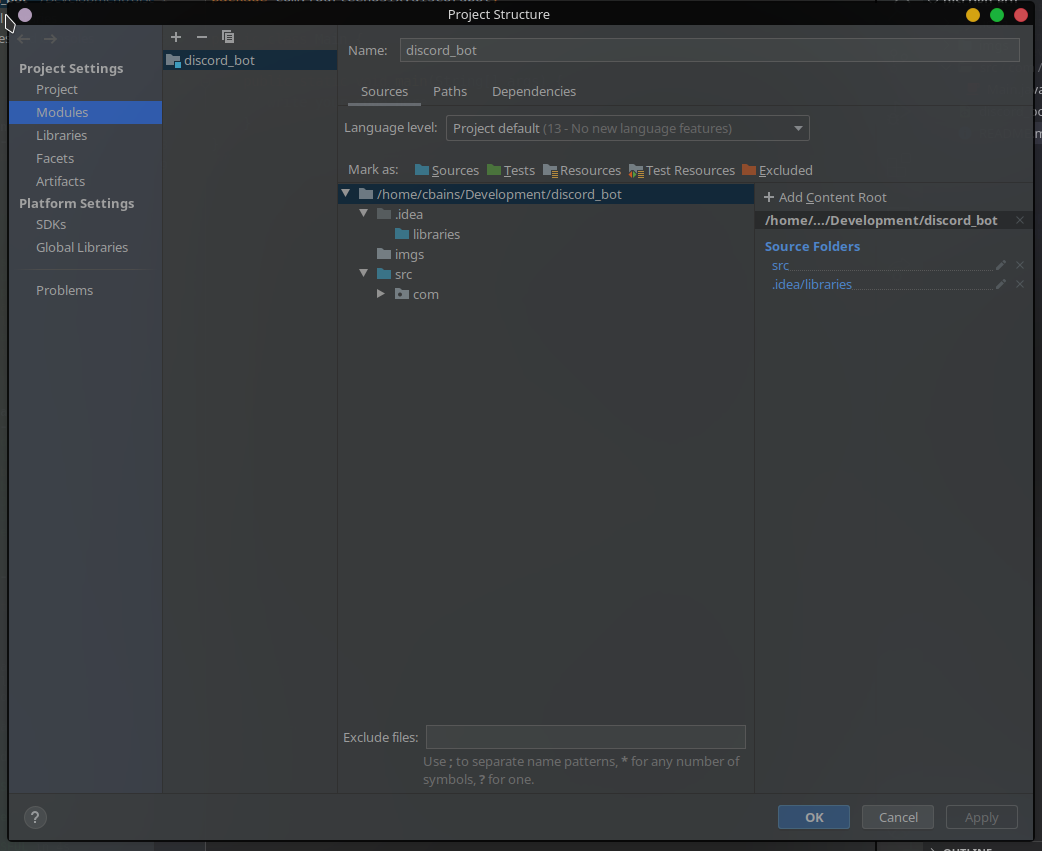 Project Structure
Project Settings
Project
Modules
Libraries
Facets
Artifacts
Platform Settings
SDKs
Global Libraries
Problems
discord_bot
Name: discord_bot
Sources Paths Dependencies
Language level: Project default (13 - No new language features)
Mark as: Sources Tests Resources Test Resources Excluded
/home/cbains/Development/discord_bot
.idea
libraries
imgs
src
com
+ Add Content Root
/home/.../Development/discord_bot
Source Folders
src
.idea/libraries
Exclude files:
Use ; to separate name patterns, * for any number of
symbols, ? for one.
? OK Cancel Apply